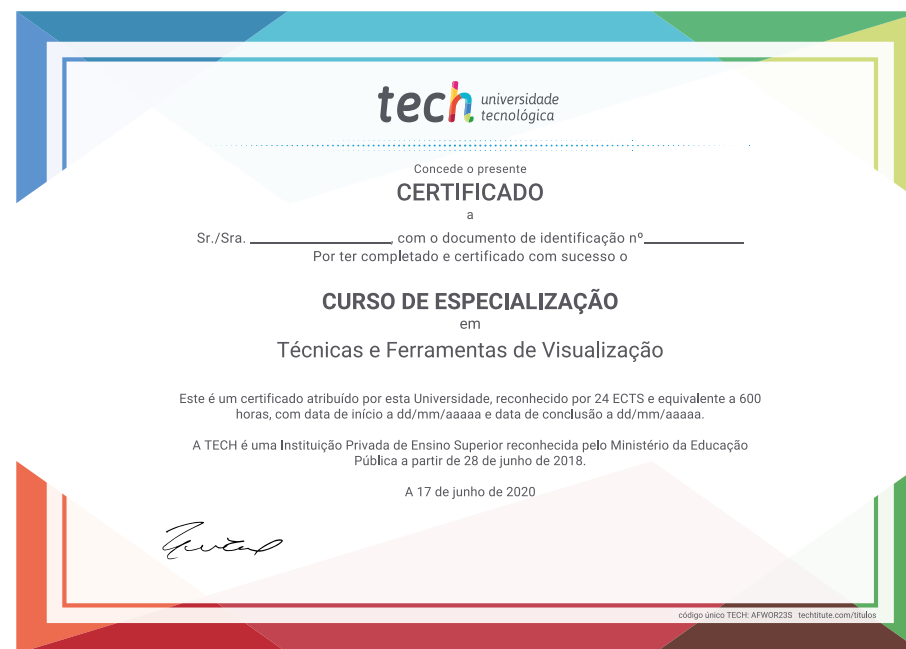 tech universidade
tecnológica
Concede o presente
CERTIFICADO
a
Sr./Sra. ____________________, com o documento de identificação nº______________
Por ter completado e certificado com sucesso o
CURSO DE ESPECIALIZAÇÃO
em
Técnicas e Ferramentas de Visualização
Este é um certificado atribuído por esta Universidade, reconhecido por 24 ECTS e equivalente a 600
horas, com data de início a dd/mm/aaaaa e data de conclusão a dd/mm/aaaaa.
A TECH é uma Instituição Privada de Ensino Superior reconhecida pelo Ministério da Educação
Pública a partir de 28 de junho de 2018.
A 17 de junho de 2020
código único TECH: AFWOR23S techtitute.com/titulos